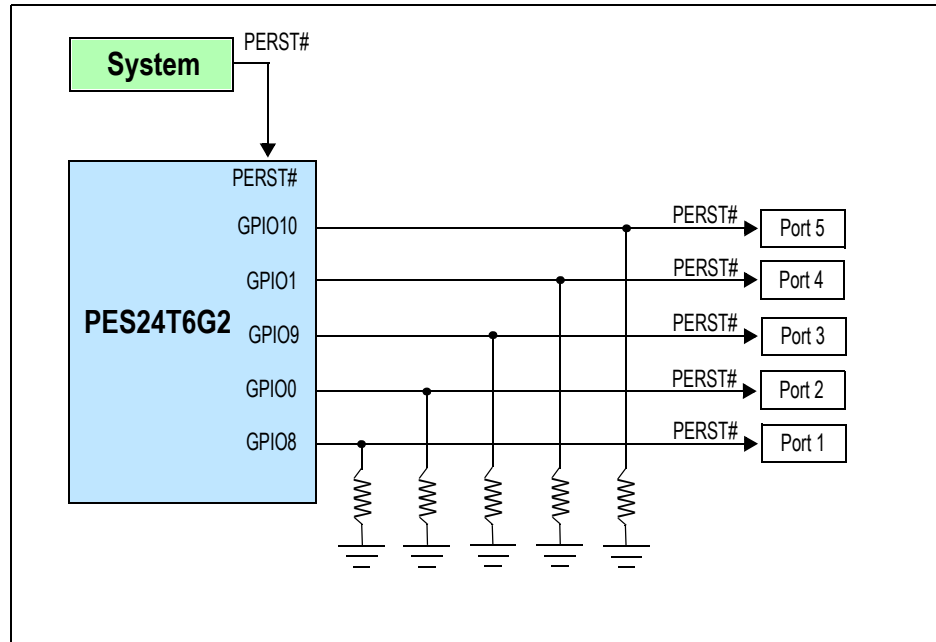 PERST#
System
PERST#
GPIO10
PERST#
Port 5
GPIO1
PERST#
Port 4
PES24T6G2
GPIO9
PERST#
Port 3
GPIO0
PERST#
Port 2
GPIO8
PERST#
Port 1